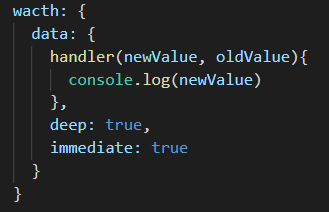 wacth: {
data: {
handler(newValue, oldValue){
console.log(newValue)
},
deep: true,
immediate: true
}
}